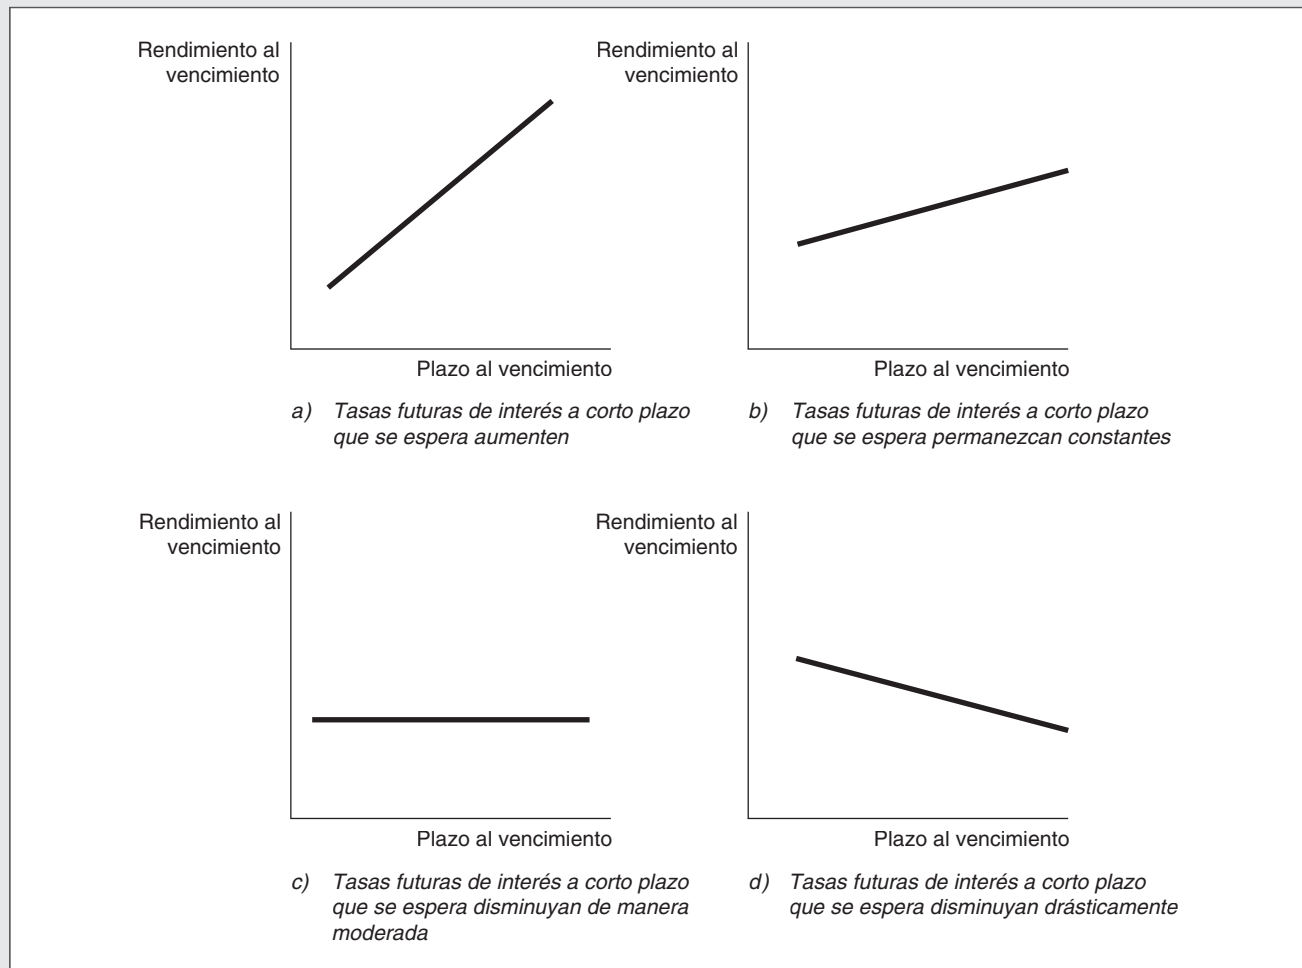 Rendimiento al
vencimiento
Plazo al vencimiento
a) Tasas futuras de interés a corto plazo
que se espera aumenten
Rendimiento al
vencimiento
Plazo al vencimiento
b) Tasas futuras de interés a corto plazo
que se espera permanezcan constantes
Rendimiento al
vencimiento
Plazo al vencimiento
c) Tasas futuras de interés a corto plazo
que se espera disminuyan de manera
moderada
Rendimiento al
vencimiento
Plazo al vencimiento
d) Tasas futuras de interés a corto plazo
que se espera disminuyan drásticamente